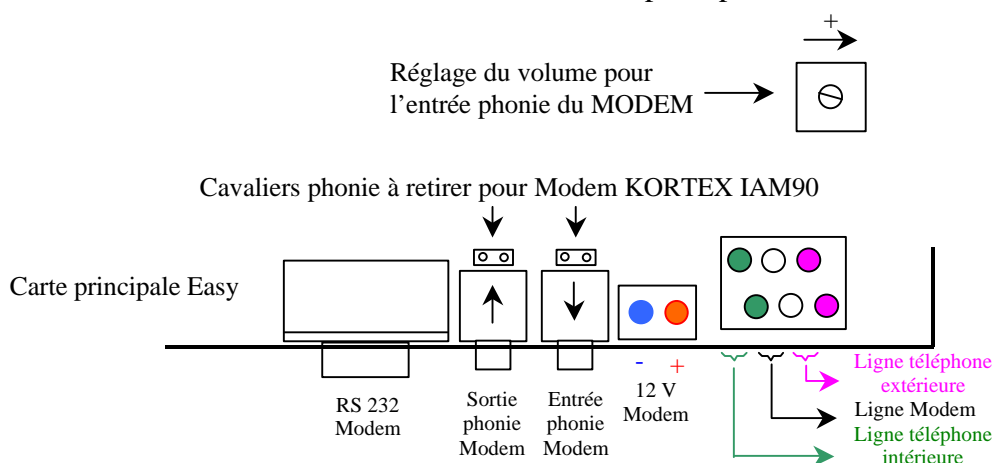 +
Réglage du volume pour
l'entrée phonie du MODEM
Cavaliers phonie à retirer pour Modem KORTEX IAM90
Carte principale Easy
- +
RS 232
Modem
Sortie
phonie
Modem
Entrée
phonie
Modem
12 V
Modem
Ligne téléphone
extérieure
Ligne Modem
Ligne téléphone
intérieure